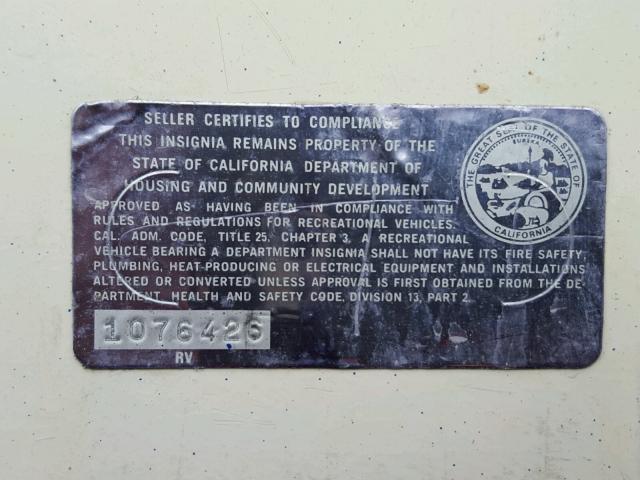 SELLER CERTIFIES TO COMPLIANCE
THIS INSIGNIA REMAINS PROPERTY OF THE
STATE OF CALIFORNIA DEPARTMENT OF
HOUSING AND COMMUNITY DEVELOPMENT
APPROVED AS HAVING BEEN IN COMPLIANCE WITH
RULES AND REGULATIONS FOR RECREATIONAL VEHICLES.
CAL. ADM. CODE, TITLE 25, CHAPTER 3. A RECREATIONAL
VEHICLE BEARING A DEPARTMENT INSIGNIA SHALL NOT HAVE ITS FIRE SAFETY,
PLUMBING, HEAT-PRODUCING OR ELECTRICAL EQUIPMENT AND INSTALLATIONS
ALTERED OR CONVERTED UNLESS APPROVAL IS FIRST OBTAINED FROM THE DE-
PARTMENT, HEALTH AND SAFETY CODE, DIVISION 13, PART 2.
1076426
RV
THE GREAT SEAL OF THE STATE OF
EUREKA
CALIFORNIA